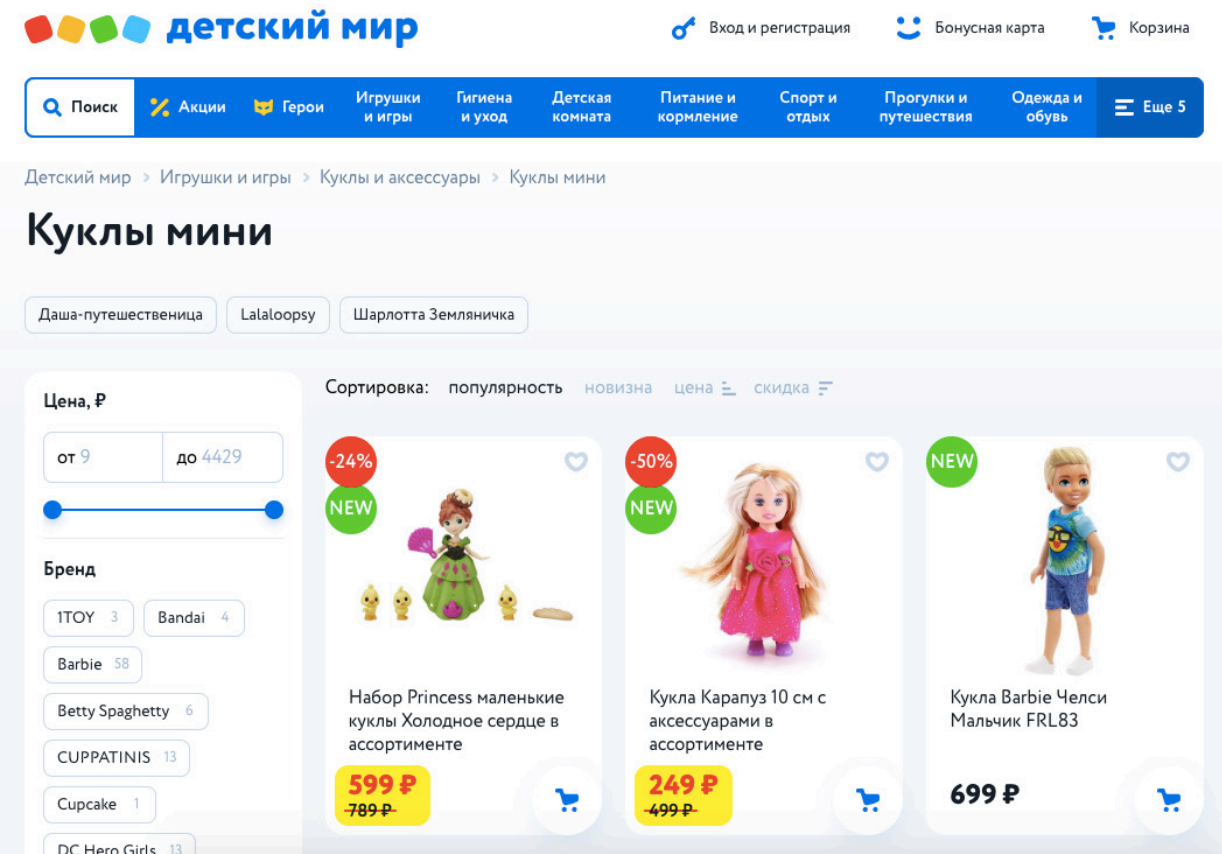 детский мир
Вход и регистрация
Бонусная карта
Корзина
Поиск
Акции
Герои
Игрушки
и игры
Гигиена
и уход
Детская
комната
Питание и
кормление
Спорт и
отдых
Прогулки и
путешествия
Одежда и
обувь
Еще 5
Детский мир > Игрушки и игры > Куклы и аксессуары > Куклы мини
Куклы мини
Даша-путешественница
Lalaloopsy
Шарлотта Земляничка
Цена, ₽
от 9
до 4429
Бренд
1TOY 3
Bandai 4
Barbie 58
Betty Spaghetty 6
CUPPATINIS 13
Cupcake 1
DC Hero Girls 13
Сортировка: популярность новизна цена скидка
-24%
NEW
Набор Princess маленькие
куклы Холодное сердце в
ассортименте
599 ₽
789 ₽
-50%
NEW
Кукла Карапуз 10 см с
аксессуарами в
ассортименте
249 ₽
499 ₽
NEW
Кукла Barbie Челси
Мальчик FRL83
699 ₽